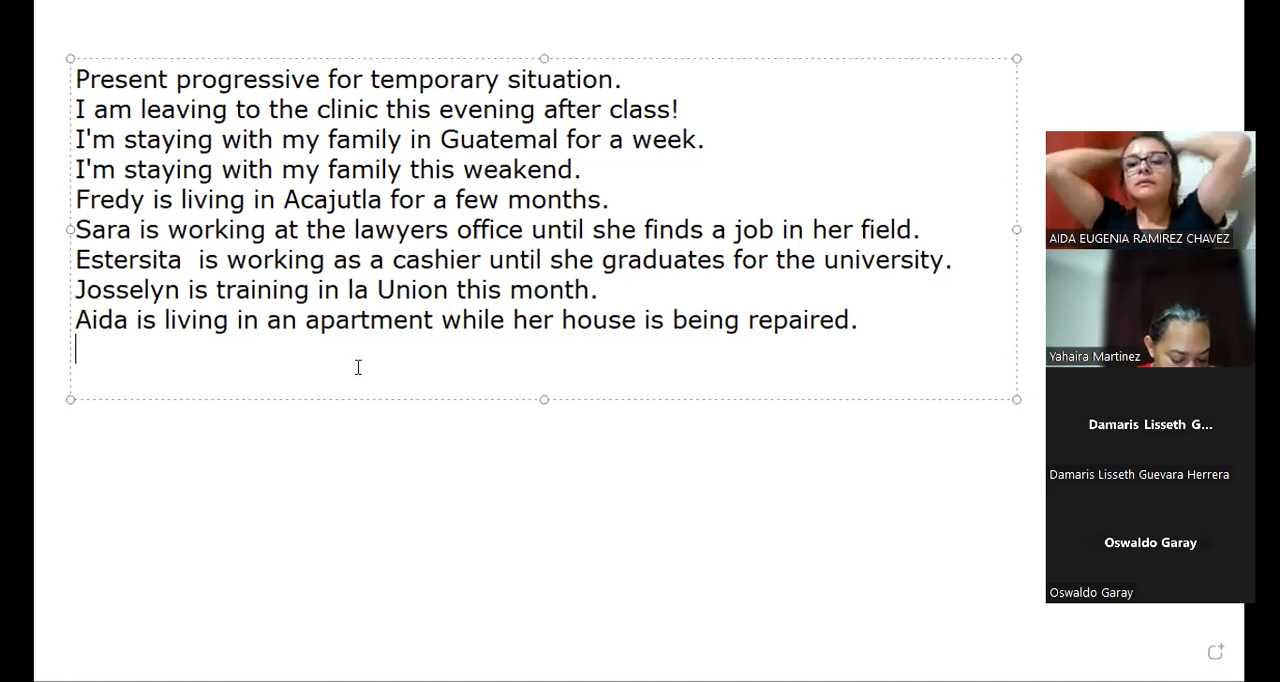 Present progressive for temporary situation.
I am leaving to the clinic this evening after class!
I'm staying with my family in Guatemal for a week.
I'm staying with my family this weakend.
Fredy is living in Acajutla for a few months.
Sara is working at the lawyers office until she finds a job in her field.
Estersita  is working as a cashier until she graduates for the university.
Josselyn is training in la Union this month.
Aida is living in an apartment while her house is being repaired.
AIDA EUGENIA RAMIREZ CHAVEZ
Yahaira Martinez
Damaris Lisseth G...
Damaris Lisseth Guevara Herrera
Oswaldo Garay
Oswaldo Garay